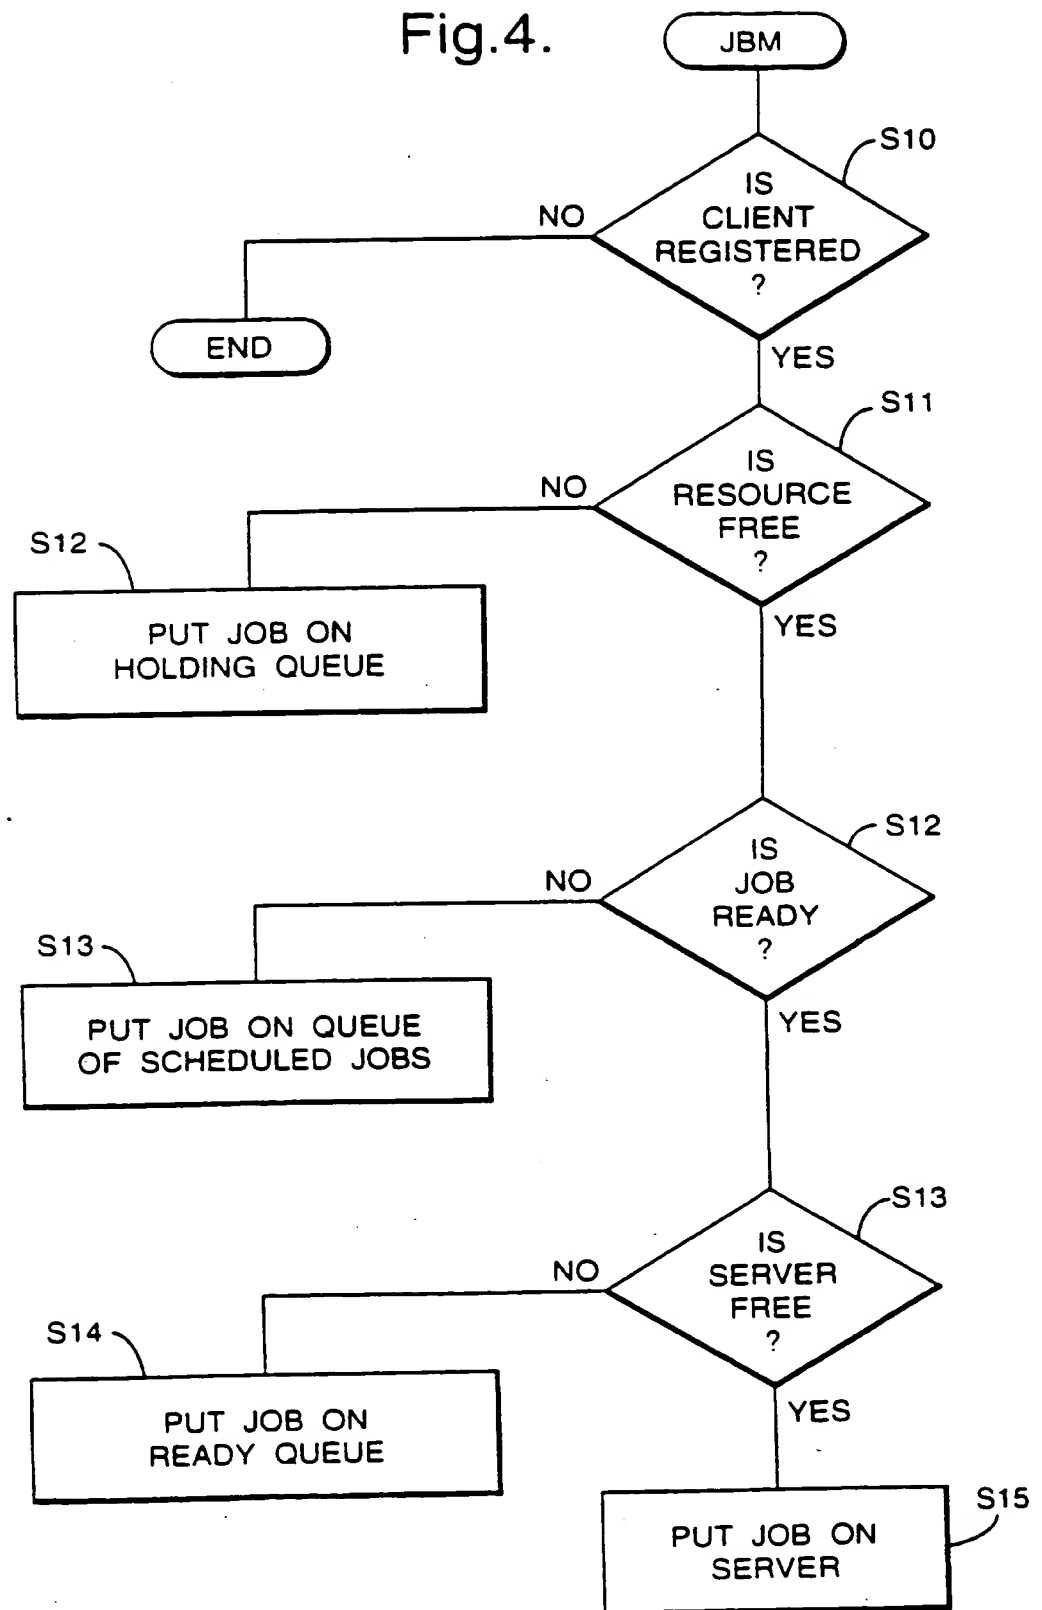 Fig.4.
JBM
S10
IS
CLIENT
REGISTERED
?
NO
END
YES
S11
IS
RESOURCE
FREE
?
NO
S12
PUT JOB ON
HOLDING QUEUE
YES
S12
IS
JOB
READY
?
NO
S13
PUT JOB ON QUEUE
OF SCHEDULED JOBS
YES
S13
IS
SERVER
FREE
?
NO
S14
PUT JOB ON
READY QUEUE
YES
S15
PUT JOB ON
SERVER